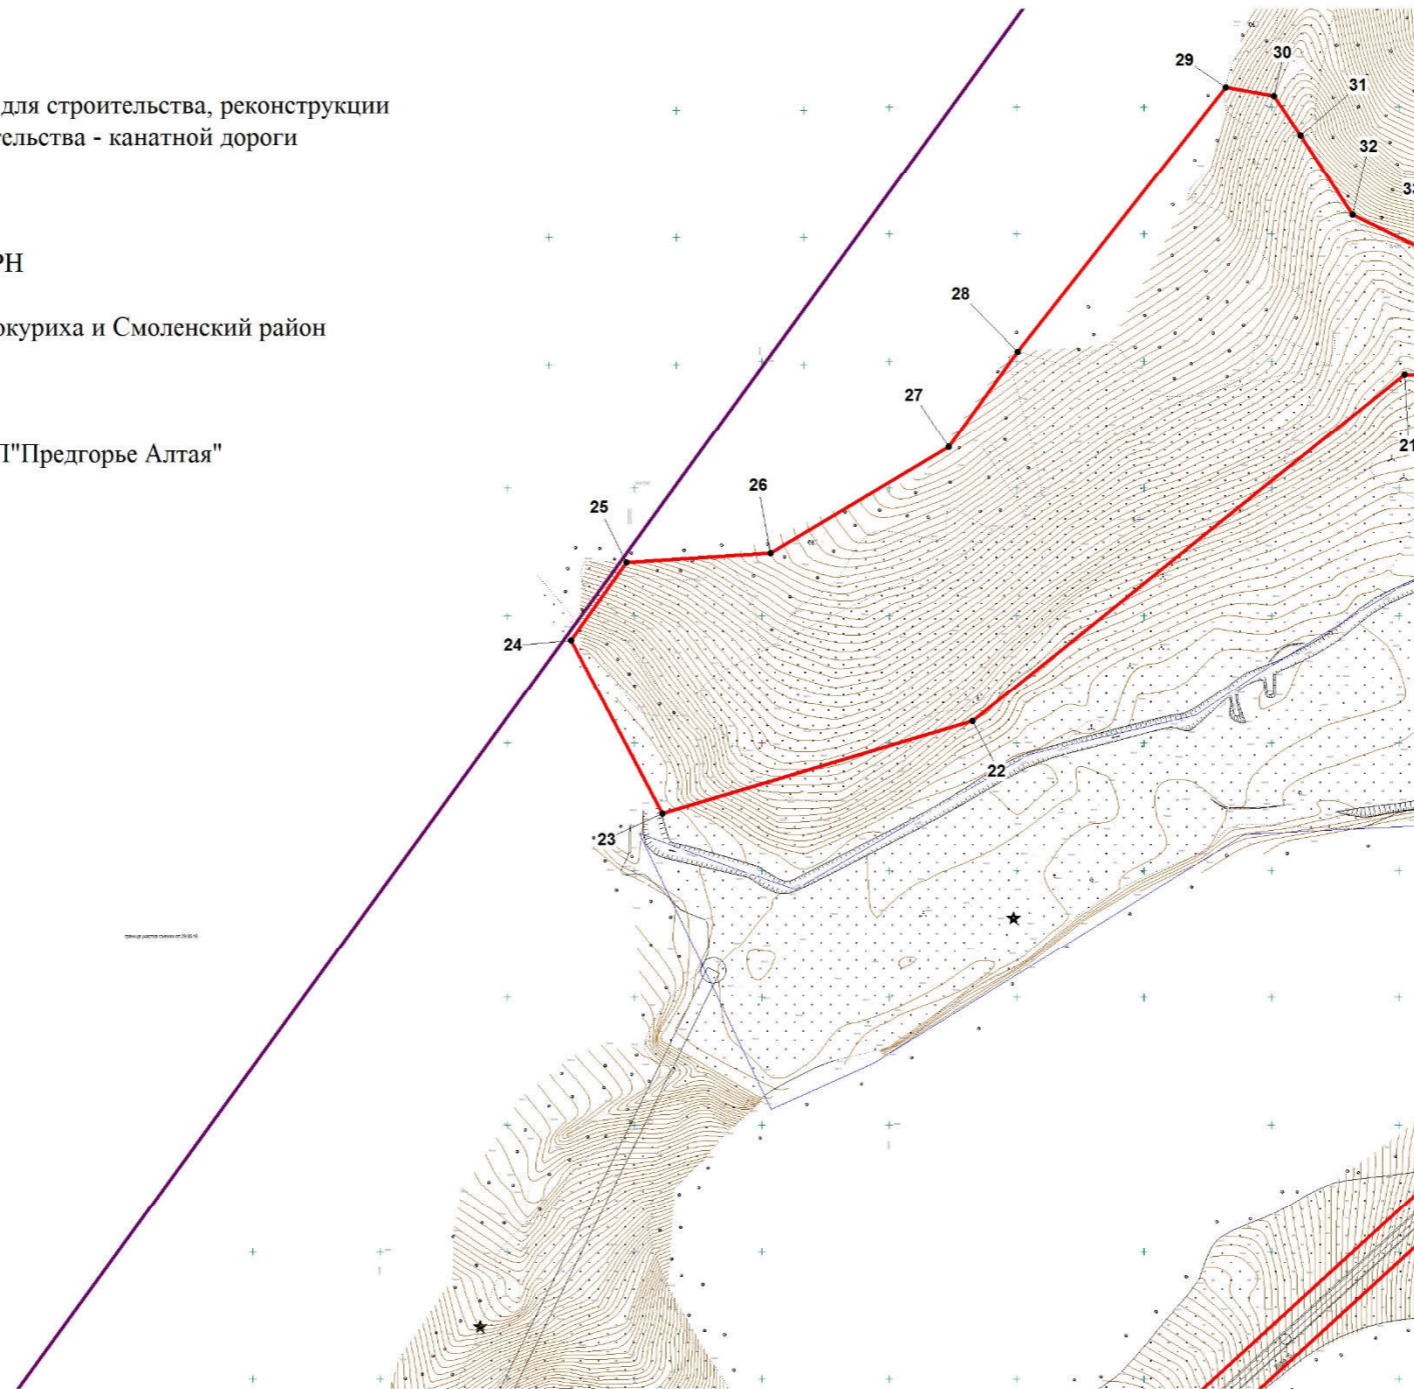 для строительства, реконструкции
тельства - канатной дороги
РН
окуриха и Смоленский район
П"Предгорье Алтая"
29
30
31
32
33
28
27
21
26
25
24
22
23